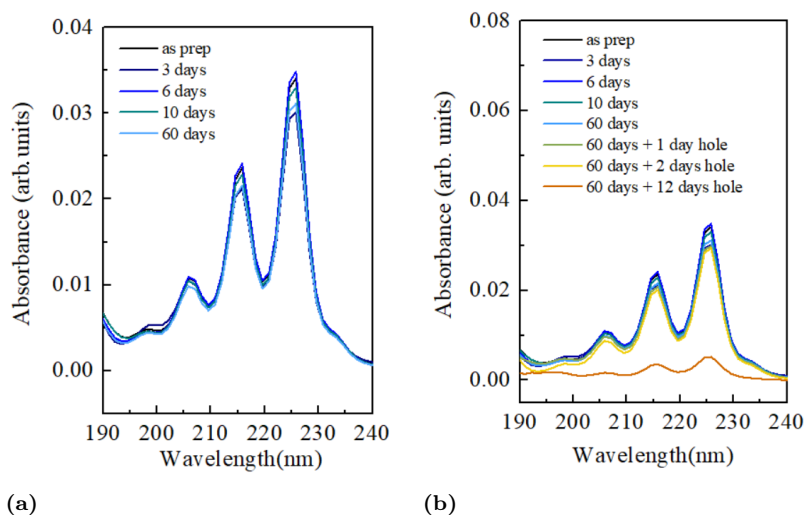 0.04
0.03
0.02
0.01
0.00
Absorbance (arb. units)
as prep
3 days
6 days
10 days
60 days
190 200 210 220 230 240
Wavelength(nm)
(a)
0.08
0.06
0.04
0.02
0.00
Absorbance (arb. units)
as prep
3 days
6 days
10 days
60 days
60 days + 1 day hole
60 days + 2 days hole
60 days + 12 days hole
190 200 210 220 230 240
Wavelength(nm)
(b)